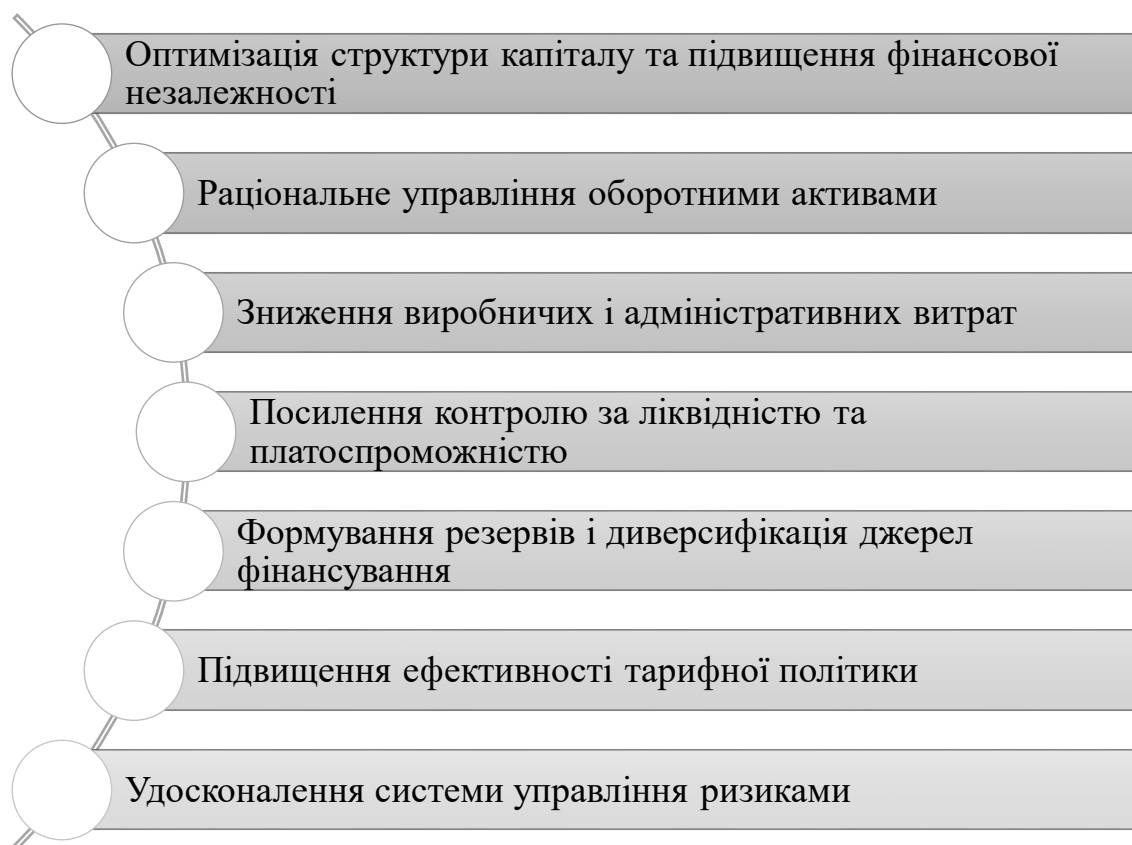 Оптимізація структури капіталу та підвищення фінансової
незалежності
Раціональне управління оборотними активами
Зниження виробничих і адміністративних витрат
Посилення контролю за ліквідністю та
платоспроможністю
Формування резервів і диверсифікація джерел
фінансування
Підвищення ефективності тарифної політики
Удосконалення системи управління ризиками